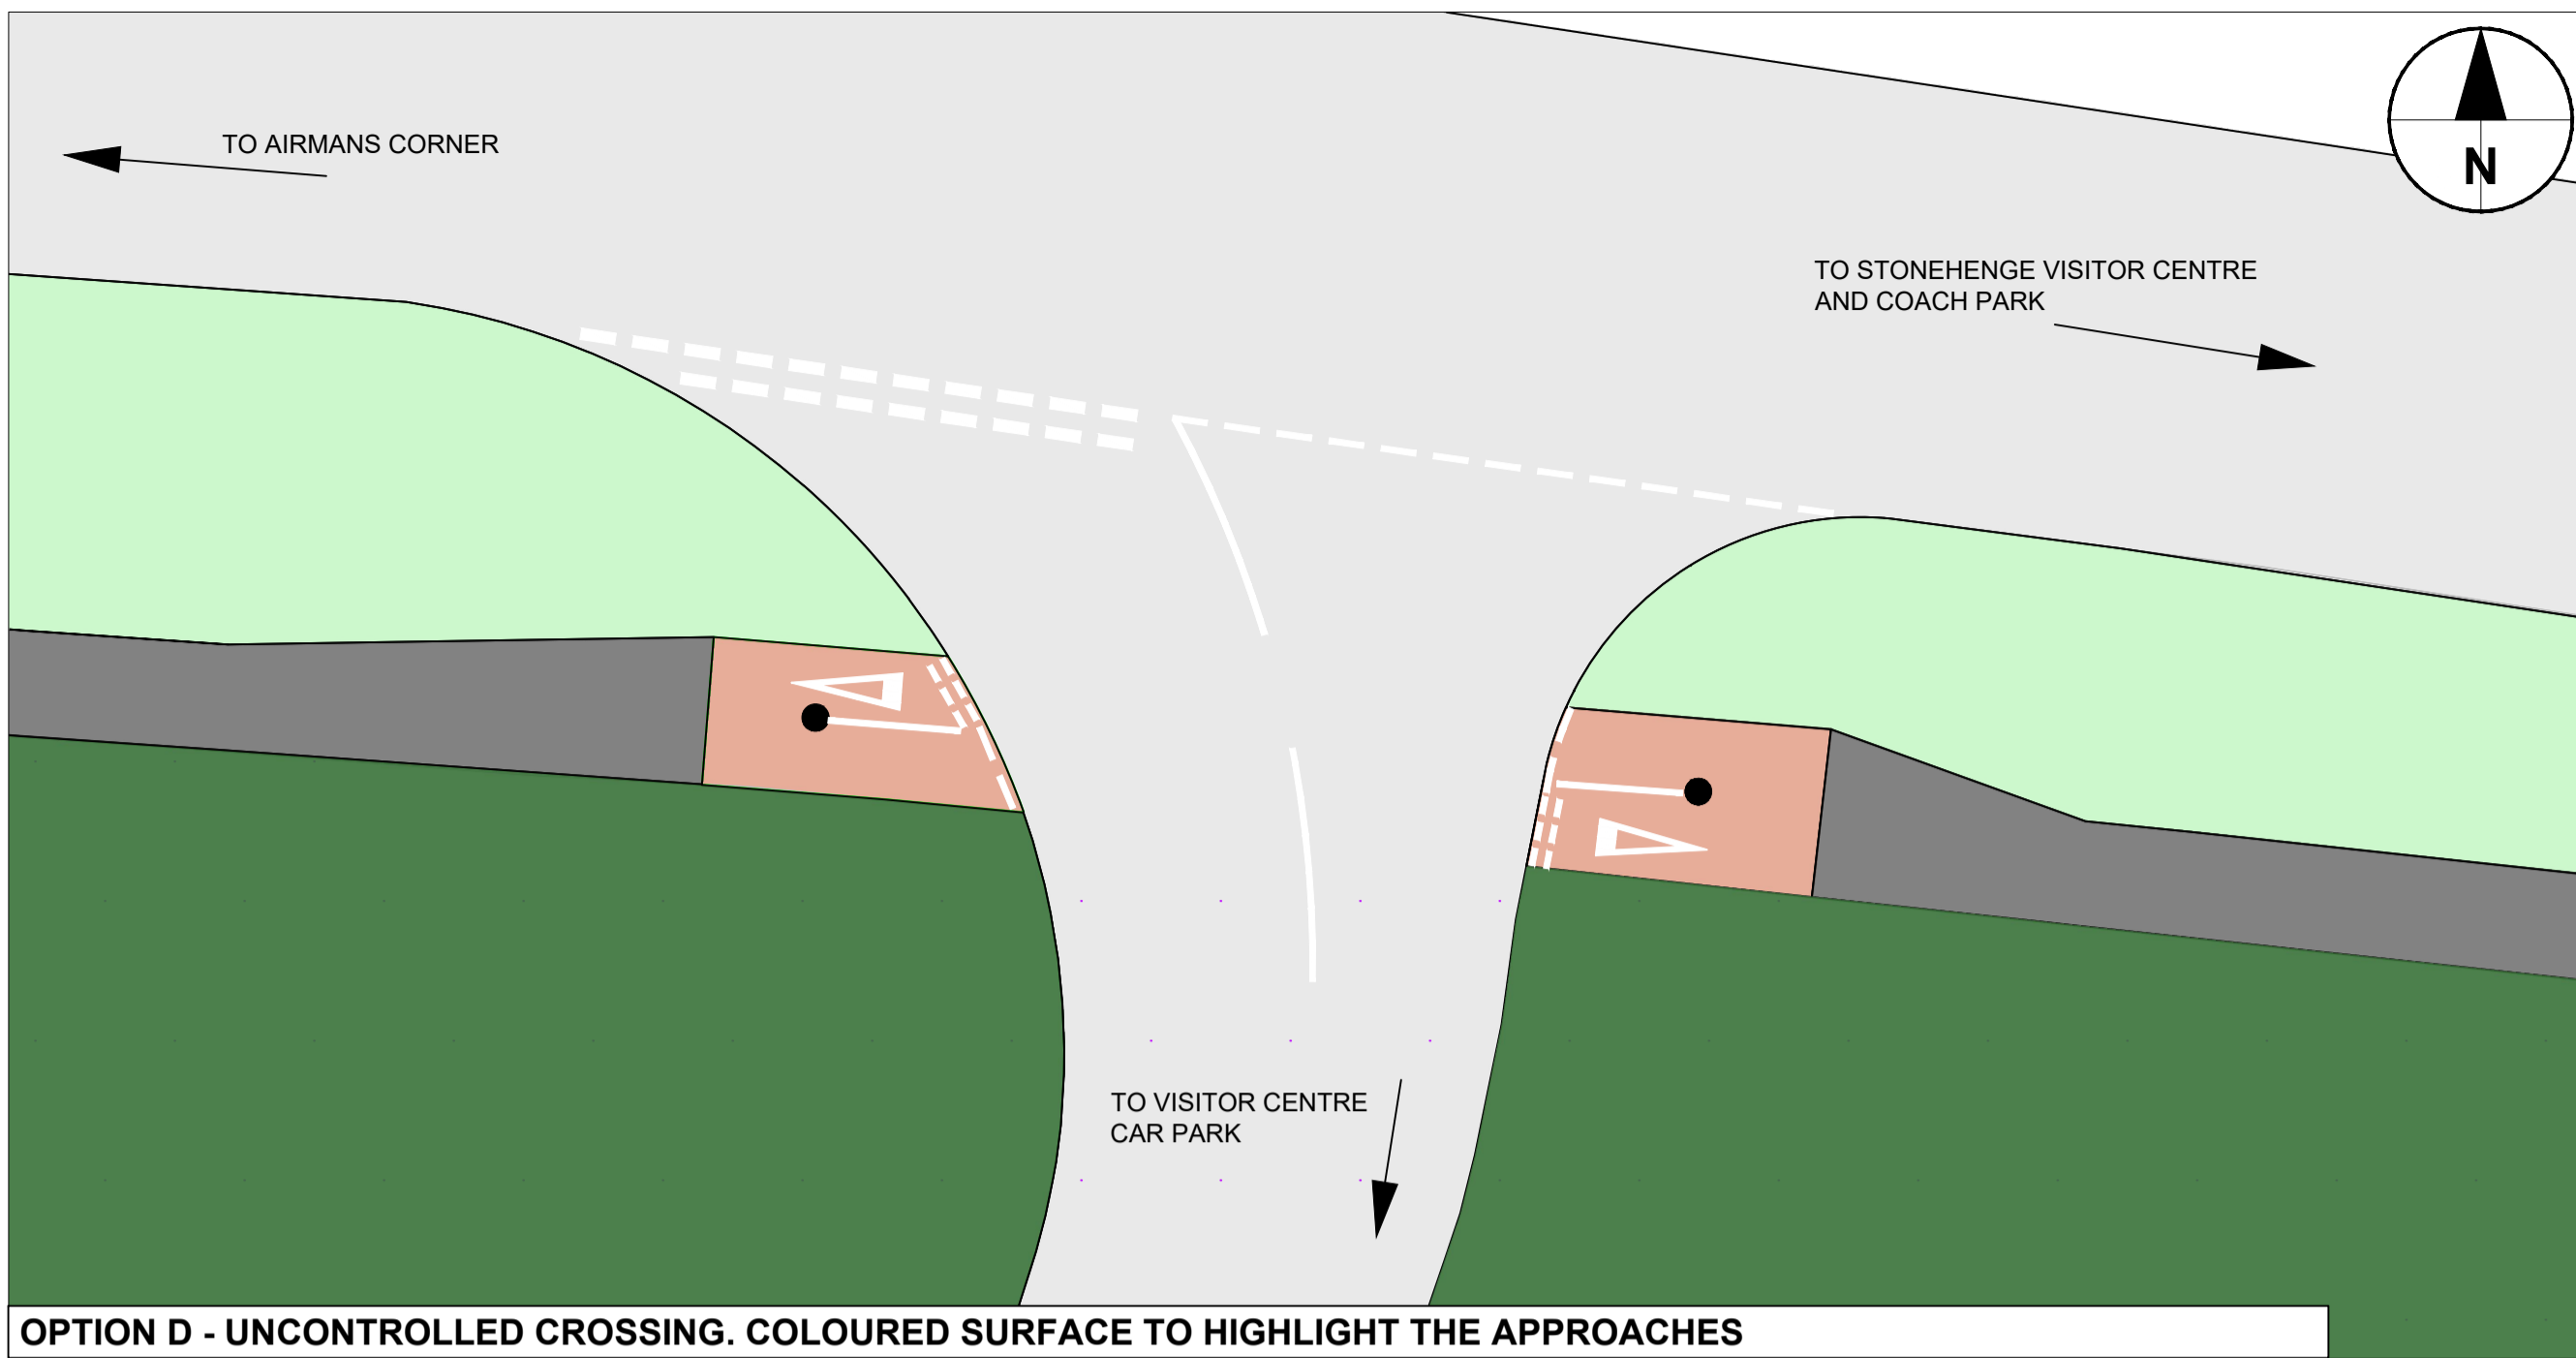 TO AIRMANS CORNER
N
TO STONEHENGE VISITOR CENTRE
AND COACH PARK
TO VISITOR CENTRE
CAR PARK
OPTION D - UNCONTROLLED CROSSING. COLOURED SURFACE TO HIGHLIGHT THE APPROACHES